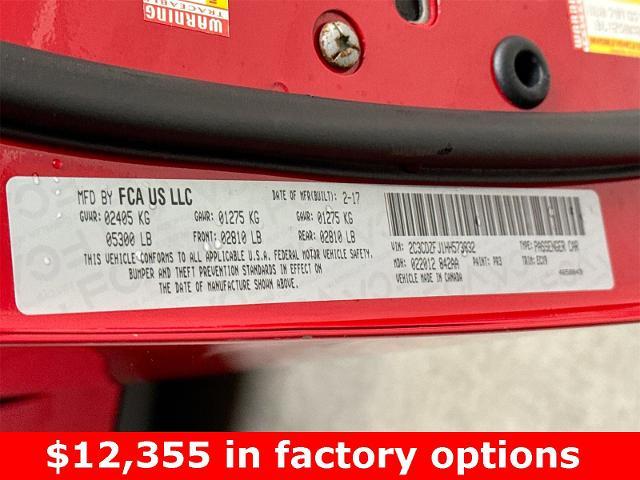 WARNING
TRACEABLE
MFD BY FCA US LLC
DATE OF MFR(BUILT): 2-17
GVWR: 02405 KG GAWR: 01275 KG GAWR: 01275 KG
05300 LB FRONT: 02810 LB REAR: 02810 LB
THIS VEHICLE CONFORMS TO ALL APPLICABLE U.S.A. FEDERAL MOTOR VEHICLE SAFETY,
BUMPER AND THEFT PREVENTION STANDARDS IN EFFECT ON
THE DATE OF MANUFACTURE SHOWN ABOVE.
VIN: 2C3CDZFJ1HH573032 TYPE: PASSENGER CAR
MDH: 022012 842AA PAINT: PR3 TRIM:
VEHICLE MADE IN CANADA
$12,355 in factory options